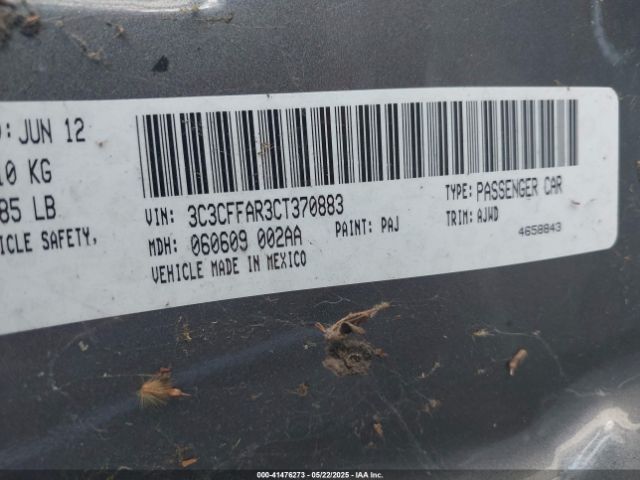 : JUN 12
10 KG
85 LB
ICLE SAFETY,
VIN: 3C3CFFAR3CT370883
MDH: 060609 002AA
PAINT: PAJ
VEHICLE MADE IN MEXICO
TYPE: PASSENGER CAR
TRIM: AJWD
4658843
000-41476273 - 05/22/2025 - IAA Inc.